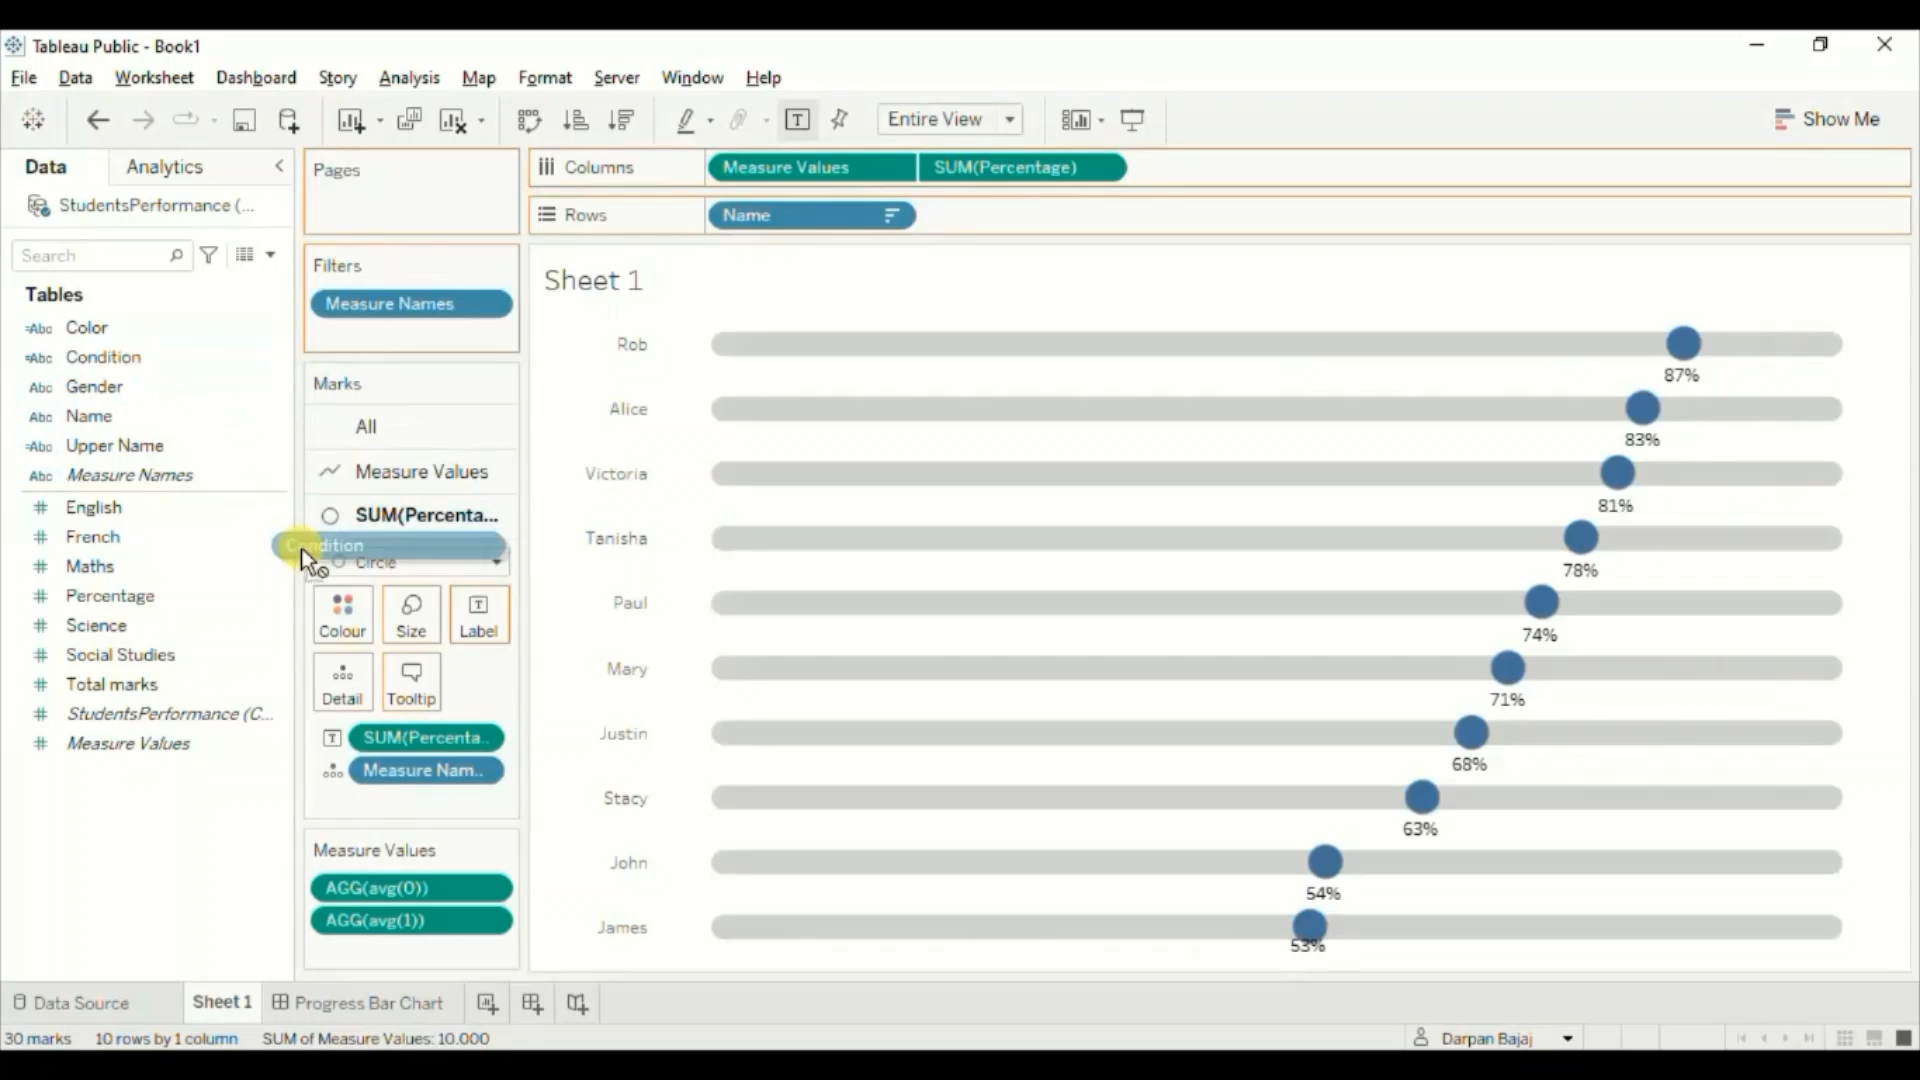 Tableau Public - Book1
File Data Worksheet Dashboard Story Analysis Map Format Server Window Help
Entire View
Show Me
Data Analytics
StudentsPerformance (...
Search
Tables
=Abc Color
=Abc Condition
Abc Gender
Abc Name
=Abc Upper Name
Abc Measure Names
# English
# French
# Maths
# Percentage
# Science
# Social Studies
# Total marks
# StudentsPerformance (C...
# Measure Values
Pages
Filters
Measure Names
Marks
All
Measure Values
SUM(Percenta...
Condition
Circle
Colour Size Label
Detail Tooltip
SUM(Percenta..
Measure Nam..
Measure Values
AGG(avg(0))
AGG(avg(1))
Columns Measure Values SUM(Percentage)
Rows Name
Sheet 1
Rob
87%
Alice
83%
Victoria
81%
Tanisha
78%
Paul
74%
Mary
71%
Justin
68%
Stacy
63%
John
54%
James
53%
Data Source Sheet 1 Progress Bar Chart
30 marks 10 rows by 1 column SUM of Measure Values: 10.000
Darpan Bajaj